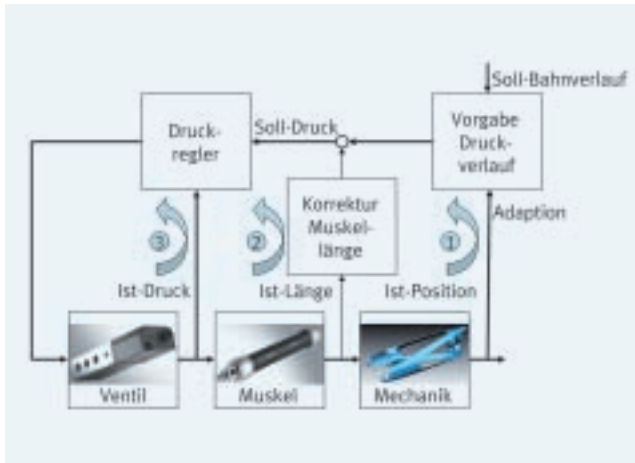 Soll-Bahnverlauf
Druck-
regler
Soll-Druck
Vorgabe
Druck-
verlauf
Korrektur
Muskel-
länge
Adaption
③
②
①
Ist-Druck
Ist-Länge
Ist-Position
Ventil
Muskel
Mechanik